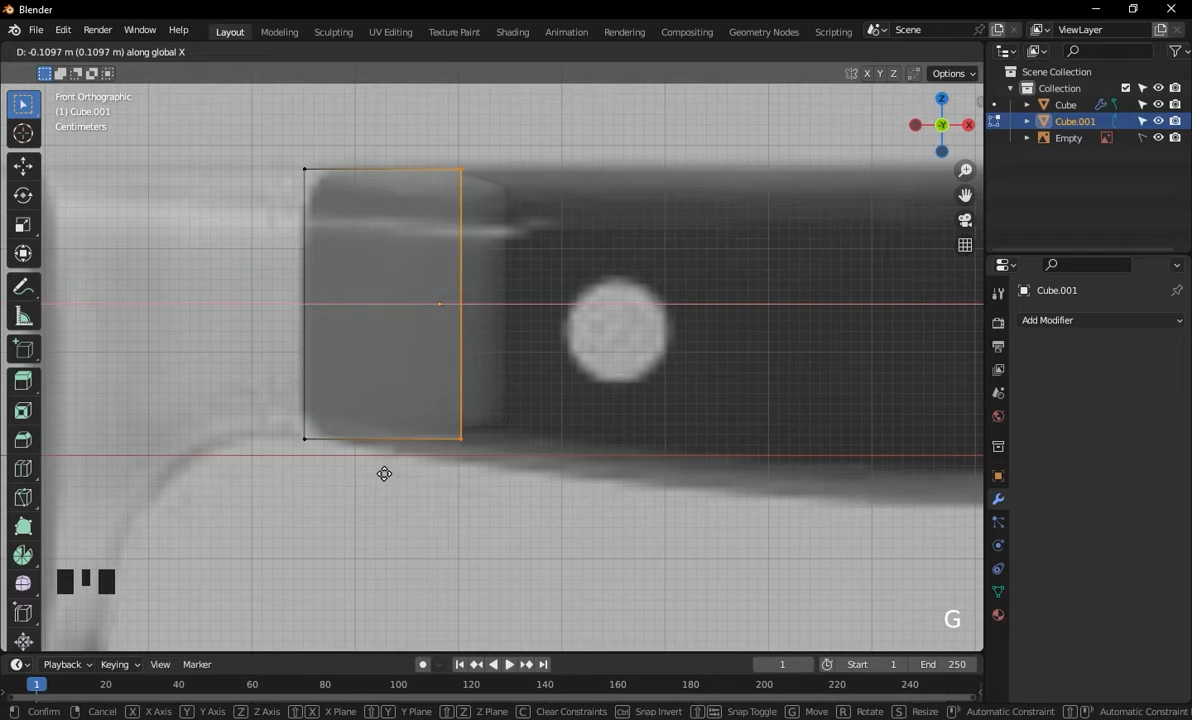 Blender
File Edit Render Window Help Layout Modeling Sculpting UV Editing Texture Paint Shading Animation Rendering Compositing Geometry Nodes Scripting Scene ViewLayer
D: -0.1097 m (0.1097 m) along global X
X Y Z Options
Front Orthographic
(1) Cube.001
Centimeters
Z
X
-Y
Scene Collection
Collection
Cube
Cube.001
Empty
Cube.001
Add Modifier
G
Playback Keying View Marker 1 Start 1 End 250
1 20 40 60 80 100 120 140 160 180 200 220 240
Confirm Cancel X X Axis Y Y Axis Z Z Axis X X Plane Y Y Plane Z Z Plane C Clear Constraints Ctrl Snap Invert Snap Toggle G Move R Rotate S Resize Automatic Constraint Automatic Constraint